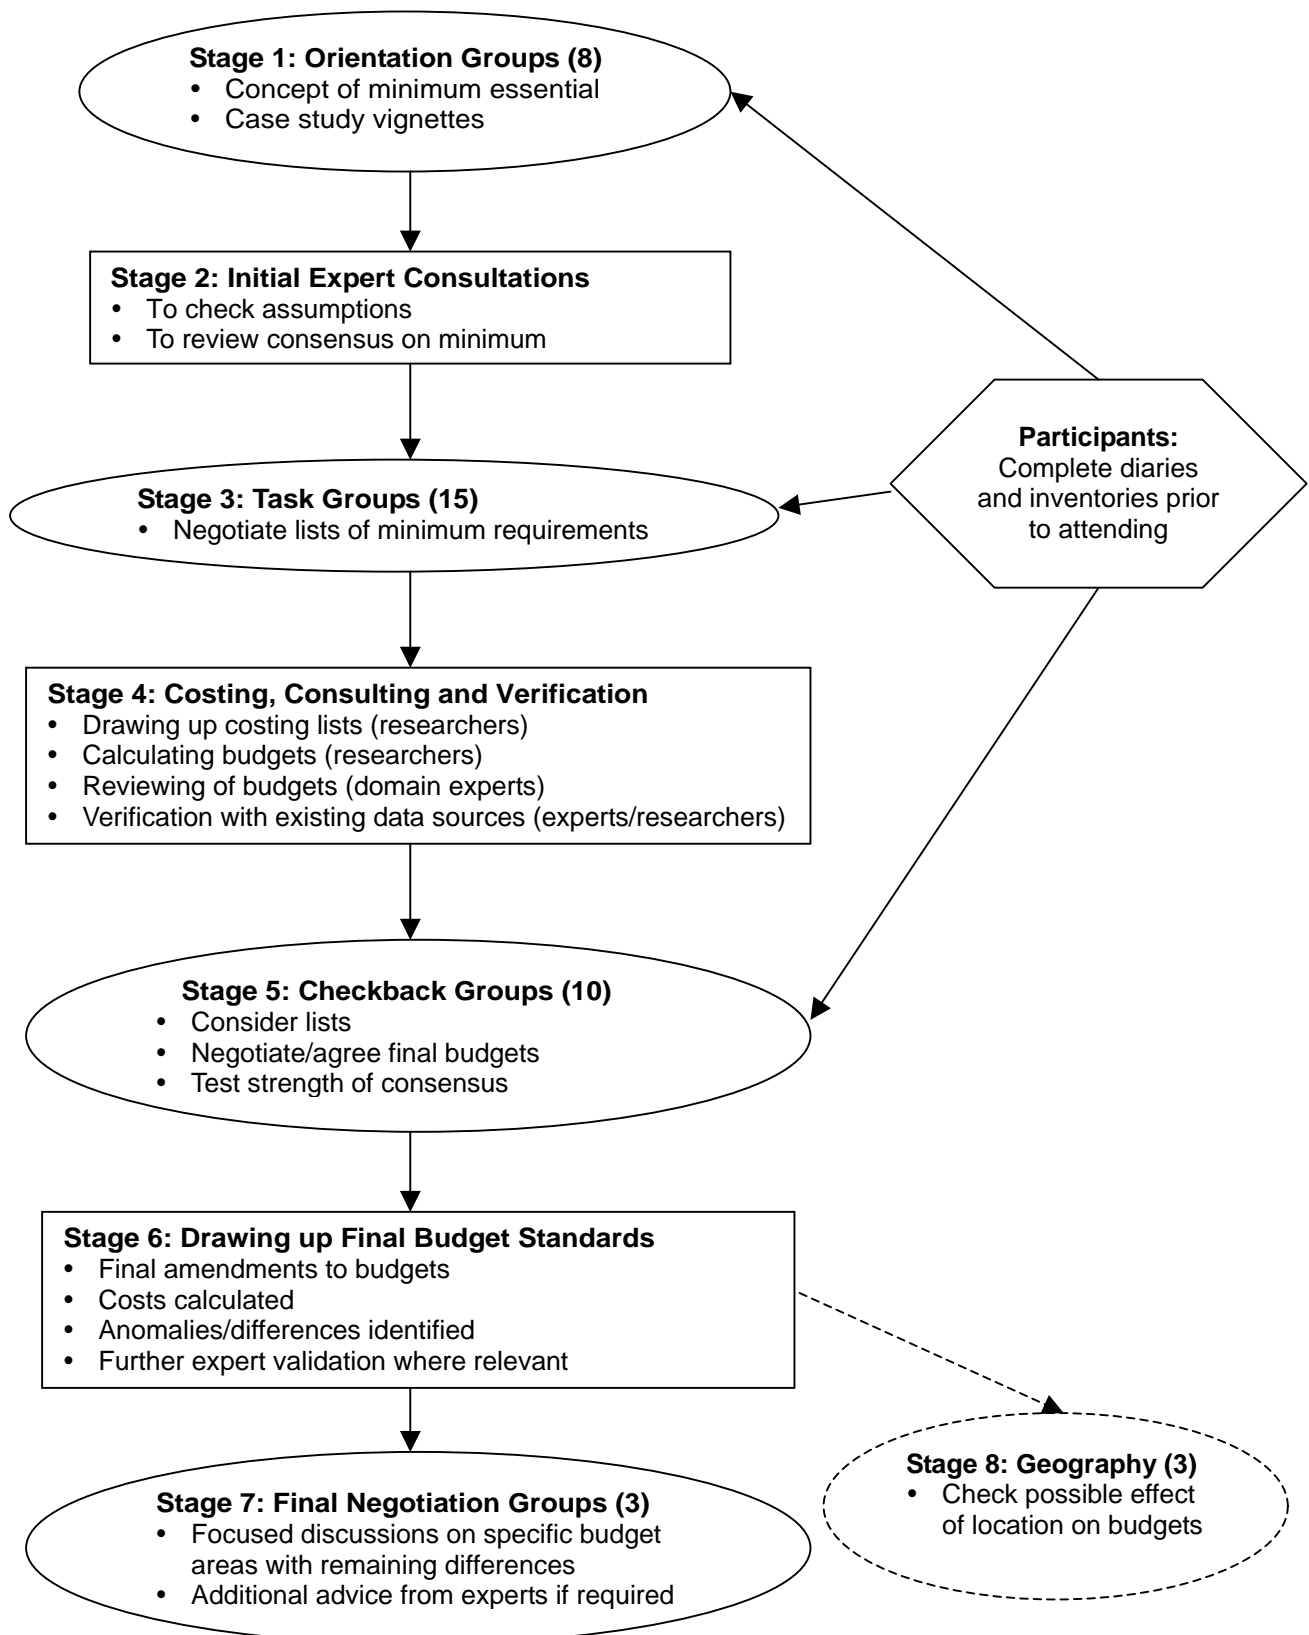 Stage 1: Orientation Groups (8)
• Concept of minimum essential
• Case study vignettes
Stage 2: Initial Expert Consultations
• To check assumptions
• To review consensus on minimum
Participants:
Complete diaries
and inventories prior
to attending
Stage 3: Task Groups (15)
• Negotiate lists of minimum requirements
Stage 4: Costing, Consulting and Verification
• Drawing up costing lists (researchers)
• Calculating budgets (researchers)
• Reviewing of budgets (domain experts)
• Verification with existing data sources (experts/researchers)
Stage 5: Checkback Groups (10)
• Consider lists
• Negotiate/agree final budgets
• Test strength of consensus
Stage 6: Drawing up Final Budget Standards
• Final amendments to budgets
• Costs calculated
• Anomalies/differences identified
• Further expert validation where relevant
Stage 7: Final Negotiation Groups (3)
• Focused discussions on specific budget
areas with remaining differences
• Additional advice from experts if required
Stage 8: Geography (3)
• Check possible effect
of location on budgets